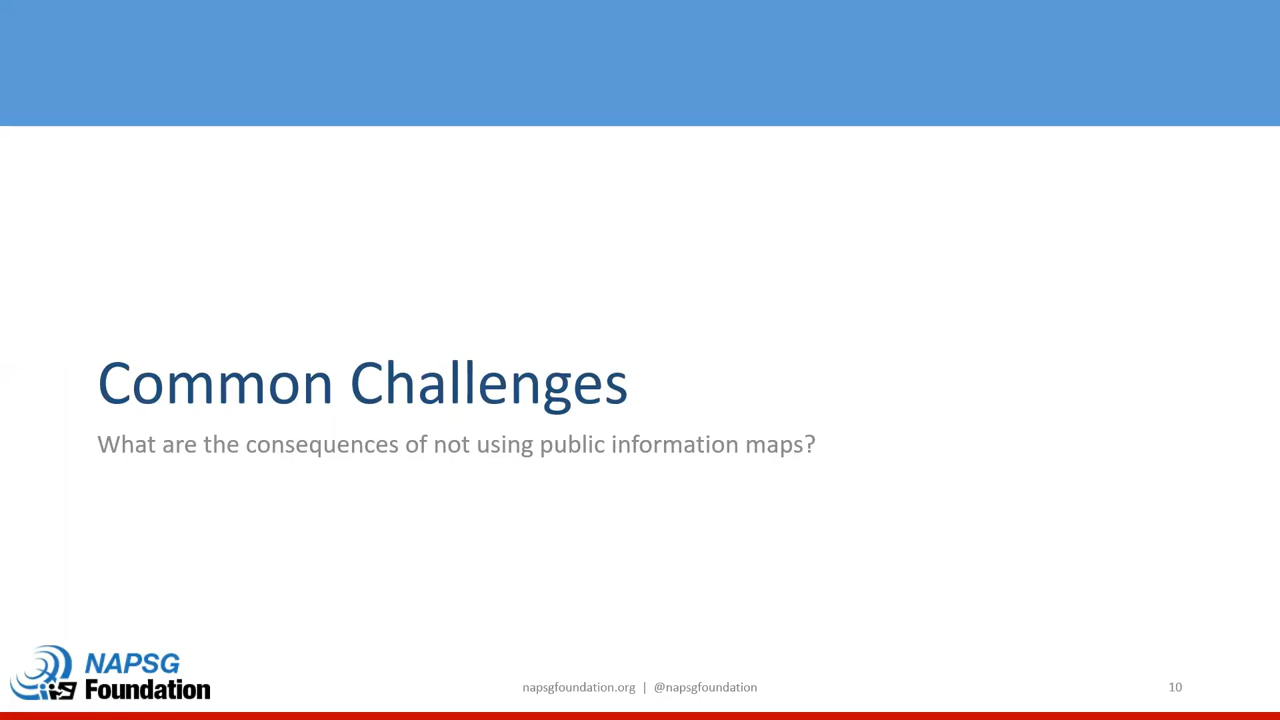 Common Challenges
What are the consequences of not using public information maps?
NAPSG
Foundation
napsgfoundation.org | @napsgfoundation
10